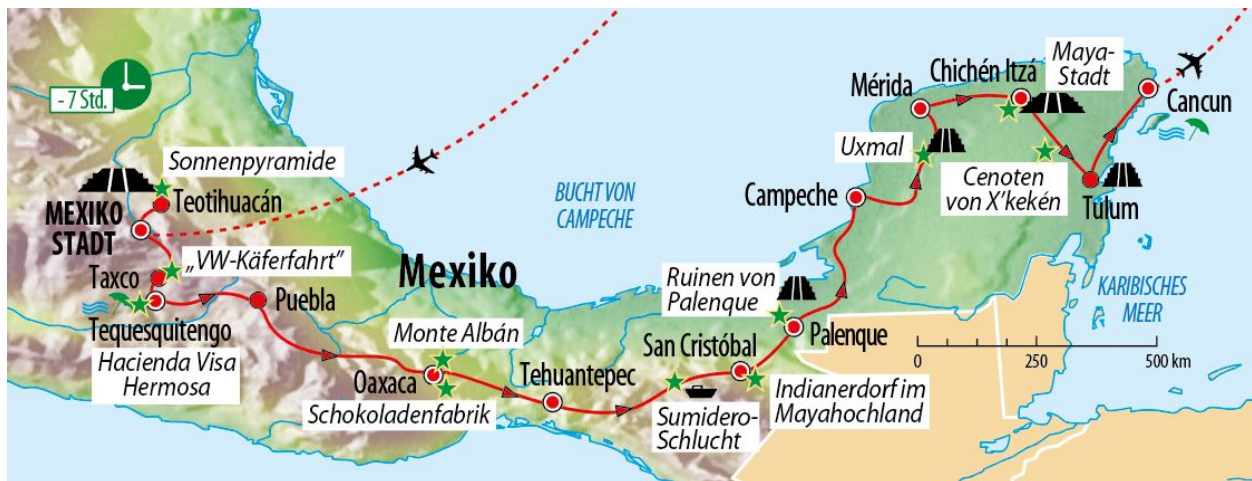 - 7 Std.
Sonnenpyramide
Teotihuacán
MEXIKO
STADT
Taxco
„VW-Käferfahrt"
Tequesquitengo
Hacienda Visa
Hermosa
Puebla
Mexiko
Monte Albán
Oaxaca
Schokoladenfabrik
Tehuantepec
BUCHT VON
CAMPECHE
San Cristóbal
Sumidero-
Schlucht
Indianerdorf im
Mayahochland
Ruinen von
Palenque
Palenque
Campeche
Uxmal
Mérida
Chichén Itzá
Maya-
Stadt
Cenoten
von X'kekén
Tulum
Cancun
KARIBISCHES
MEER
0 250 500 km